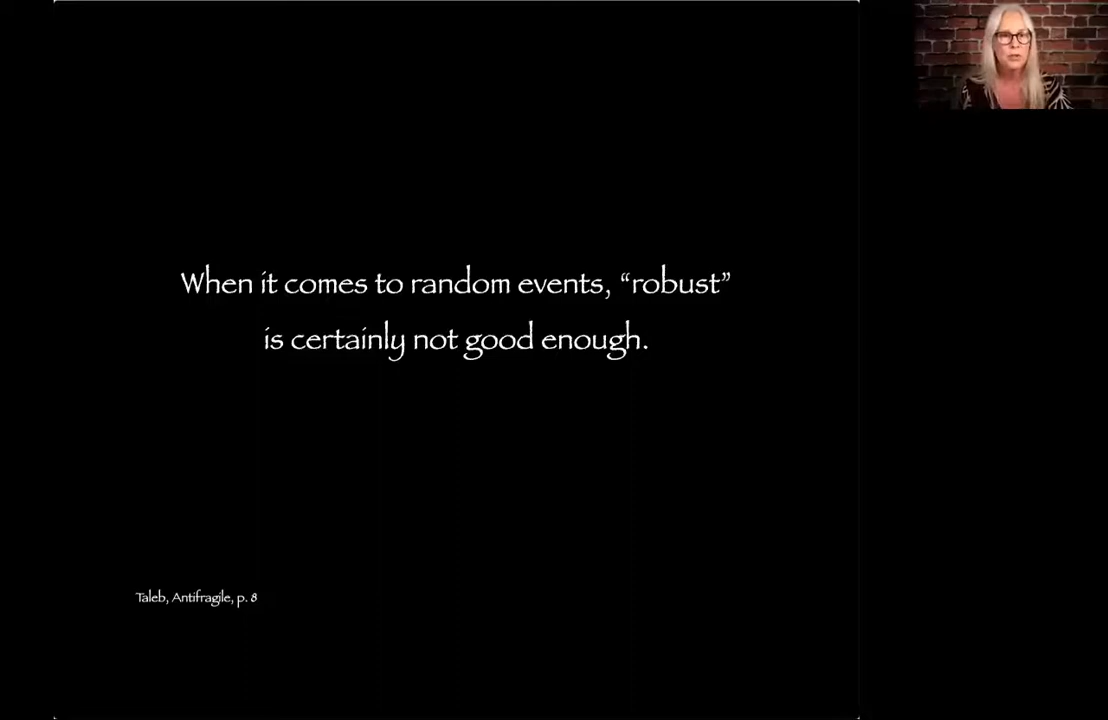 When it comes to random events, “robust”
is certainly not good enough.
Taleb, Antifragile, p. 8